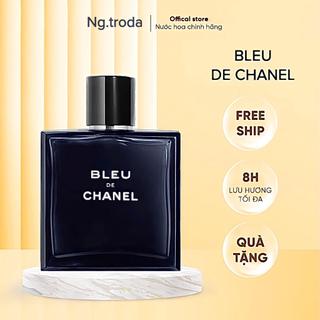 Ng.troda
Offical store
Nước hoa chính hãng
BLEU
DE CHANEL
FREE
SHIP
8H
LƯU HƯƠNG
TỐI ĐA
QUÀ
TẶNG
BLEU
DE
CHANEL